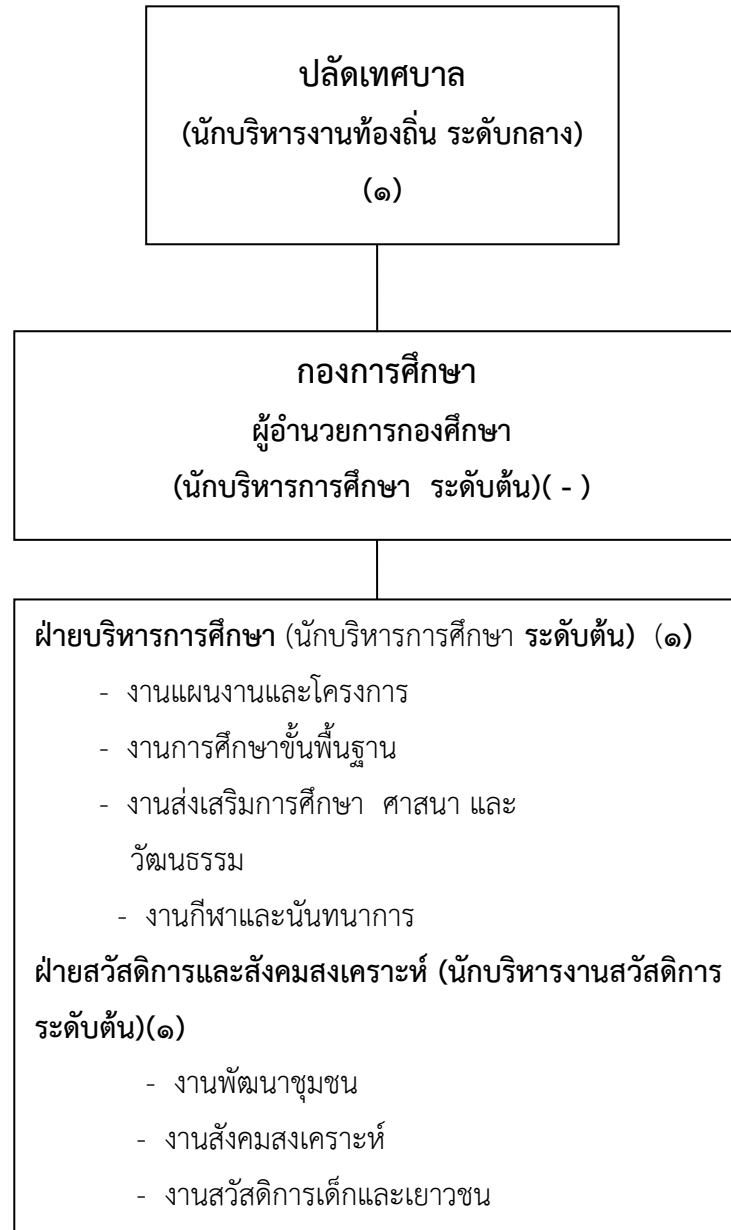 ปลัดเทศบาล
(นักบริหารงานท้องถิ่น ระดับกลาง)
(๑)
กองการศึกษา
ผู้อำนวยการกองศึกษา
(นักบริหารการศึกษา ระดับต้น)( - )
ฝ่ายบริหารการศึกษา (นักบริหารการศึกษา ระดับต้น) (๑)
- งานแผนงานและโครงการ
- งานการศึกษาขั้นพื้นฐาน
- งานส่งเสริมการศึกษา ศาสนา และ
วัฒนธรรม
- งานกีฬาและนันทนาการ
ฝ่ายสวัสดิการและสังคมสงเคราะห์ (นักบริหารงานสวัสดิการ
ระดับต้น)(๑)
- งานพัฒนาชุมชน
- งานสังคมสงเคราะห์
- งานสวัสดิการเด็กและเยาวชน